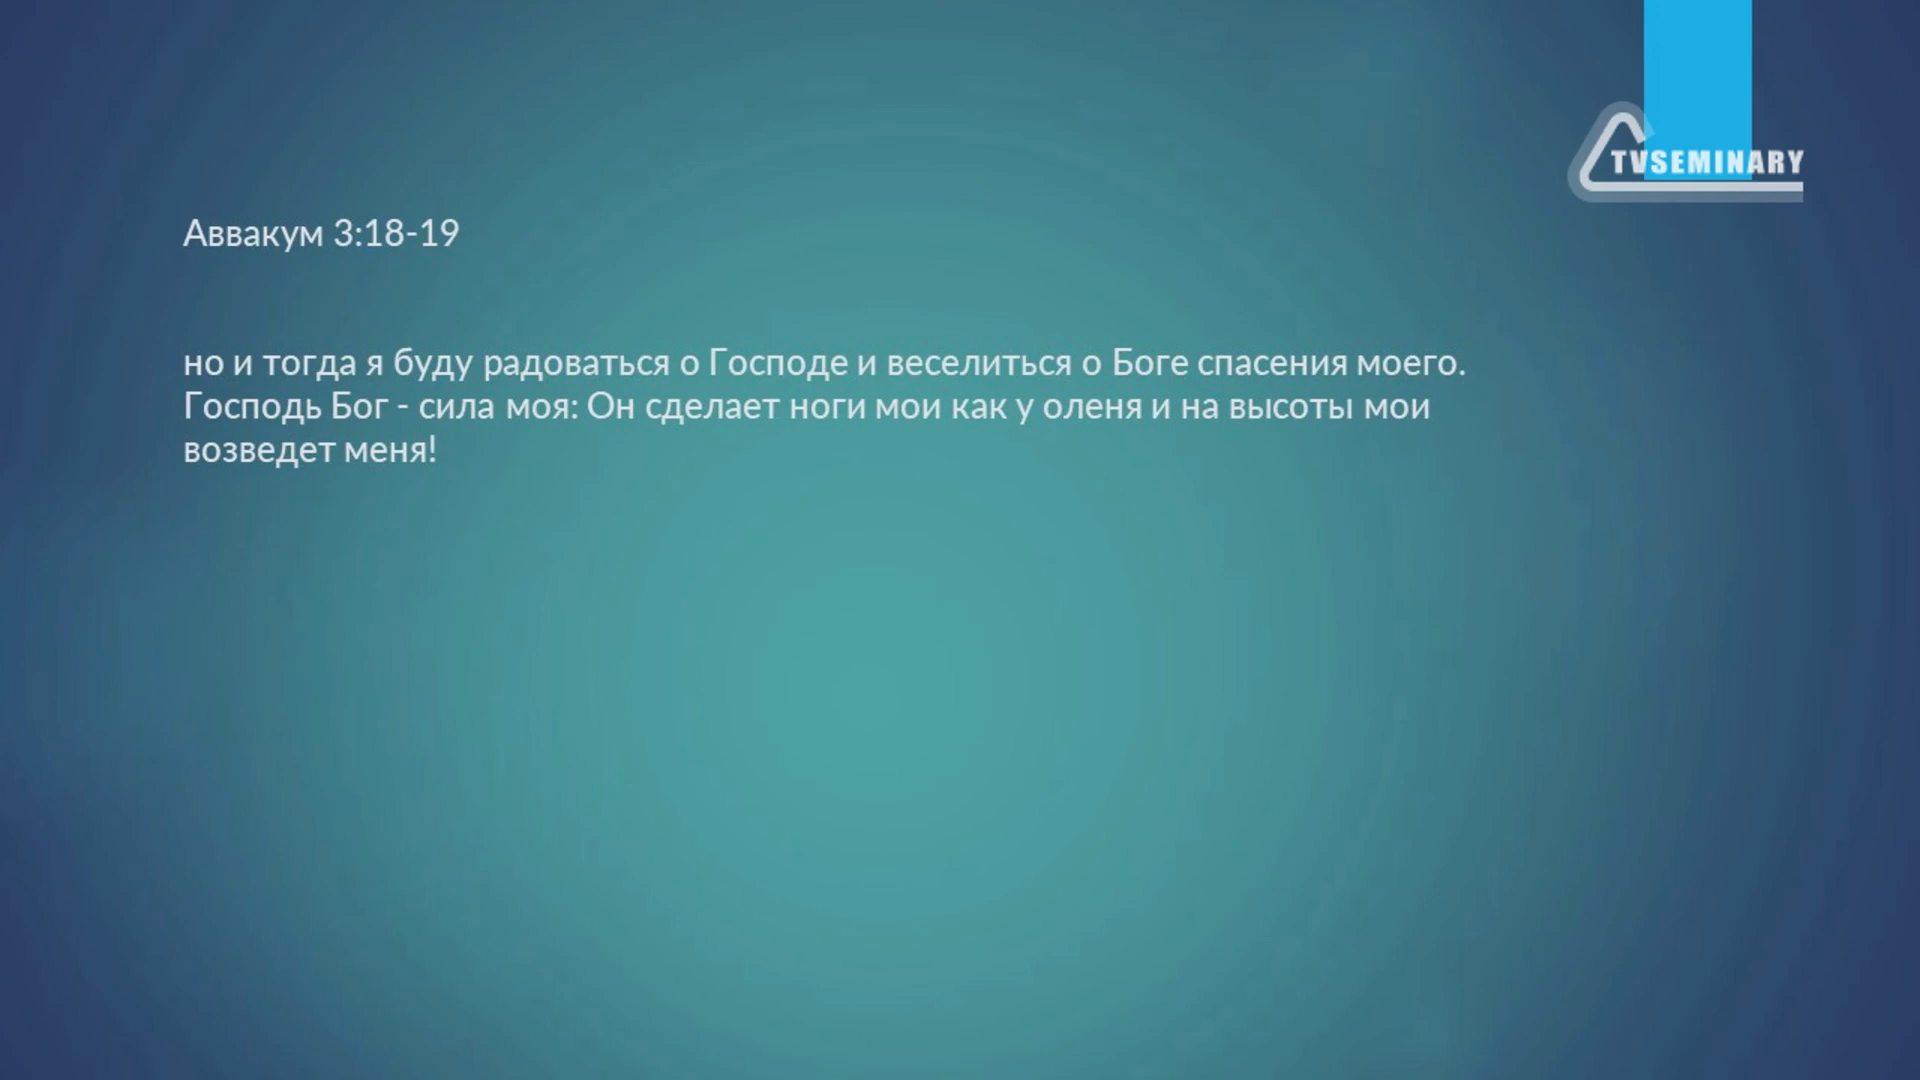 TVSEMINARY
Аввакум 3:18-19
но и тогда я буду радоваться о Господе и веселиться о Боге спасения моего.
Господь Бог - сила моя: Он сделает ноги мои как у оленя и на высоты мои
возведет меня!